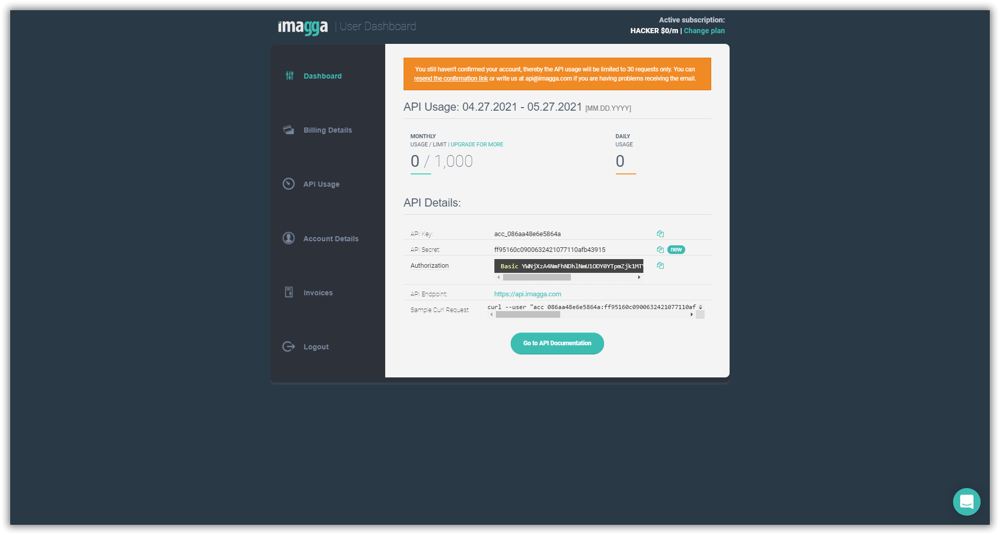 imagga | User Dashboard
Active subscription:
HACKER $0/m | Change plan
Dashboard
Billing Details
API Usage
Account Details
Invoices
Logout
You still haven't confirmed your account, thereby the API usage will be limited to 30 requests only. You can
resend the confirmation link or write us at api@imagga.com if you are having problems receiving the email.
API Usage: 04.27.2021 - 05.27.2021 [MM.DD.YYYY]
MONTHLY
USAGE / LIMIT | UPGRADE FOR MORE
0 / 1,000
DAILY
USAGE
0
API Details:
API Key: acc_086aa48e6e5864a
API Secret: ff95160c0900632421077110afb43915 new
Authorization Basic YWNjXzA4NmFhNDhlNmU1ODY0YTpmZjk1MTY
API Endpoint: https://api.imagga.com
Sample Curl Request curl --user "acc_086aa48e6e5864a:ff95160c0900632421077110af
Go to API Documentation